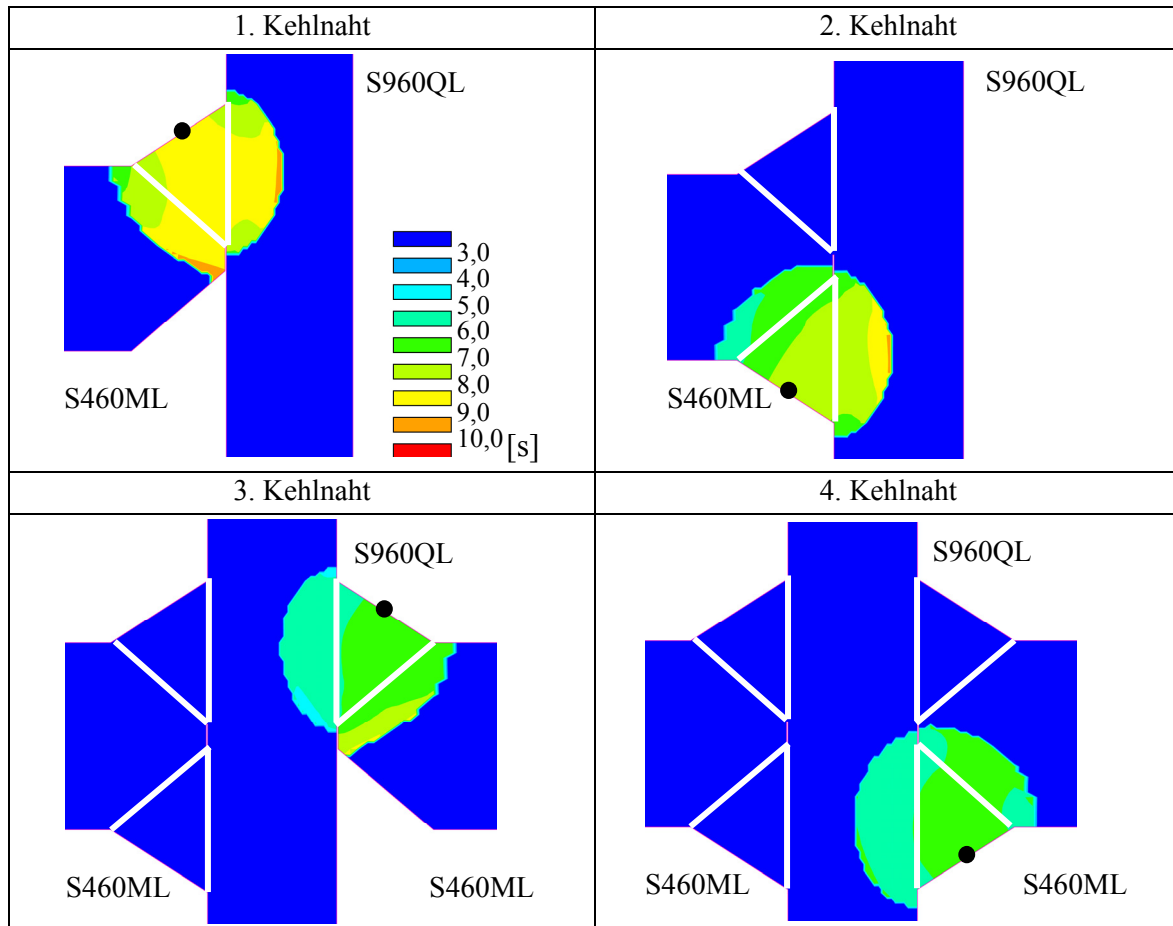 1. Kehlnaht
2. Kehlnaht
S960QL
S960QL
3,0
4,0
5,0
6,0
7,0
8,0
9,0
10,0 [s]
S460ML
S460ML
3. Kehlnaht
4. Kehlnaht
S960QL
S960QL
S460ML
S460ML
S460ML
S460ML